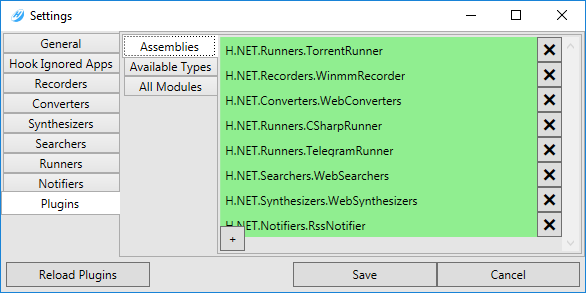 Settings
General
Hook Ignored Apps
Recorders
Converters
Synthesizers
Searchers
Runners
Notifiers
Plugins
Assemblies
Available Types
All Modules
H.NET.Runners.TorrentRunner
H.NET.Recorders.WinmmRecorder
H.NET.Converters.WebConverters
H.NET.Runners.CSharpRunner
H.NET.Runners.TelegramRunner
H.NET.Searchers.WebSearchers
H.NET.Synthesizers.WebSynthesizers
H.NET.Notifiers.RssNotifier
+
Reload Plugins
Save
Cancel